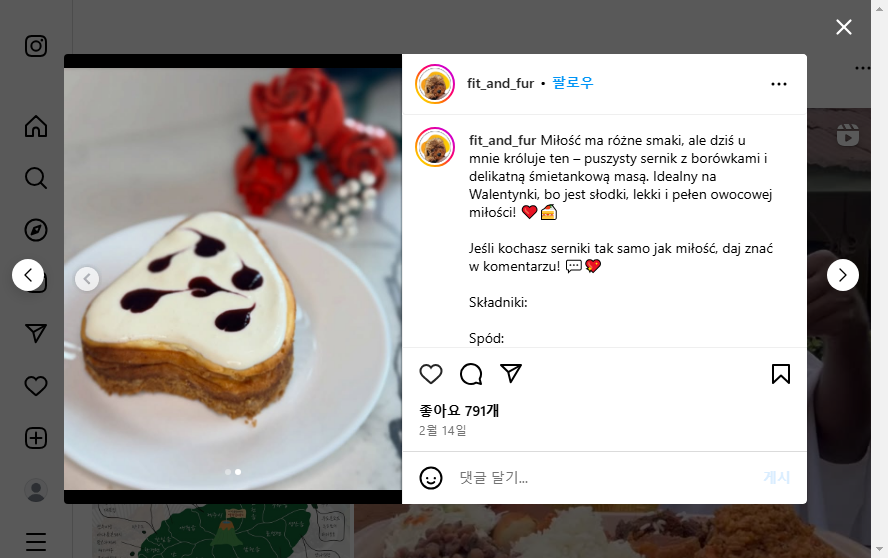 fit_and_fur • 팔로우
fit_and_fur Miłość ma różne smaki, ale dziś u
mnie króluje ten – puszysty sernik z borówkami i
delikatną śmietankową masą. Idealny na
Walentynki, bo jest słodki, lekki i pełen owocowej
miłości! ❤️🍰
Jeśli kochasz serniki tak samo jak miłość, daj znać
w komentarzu! 💬💖
Składniki:
Spód:
좋아요 791개
2월 14일
댓글 달기...
게시